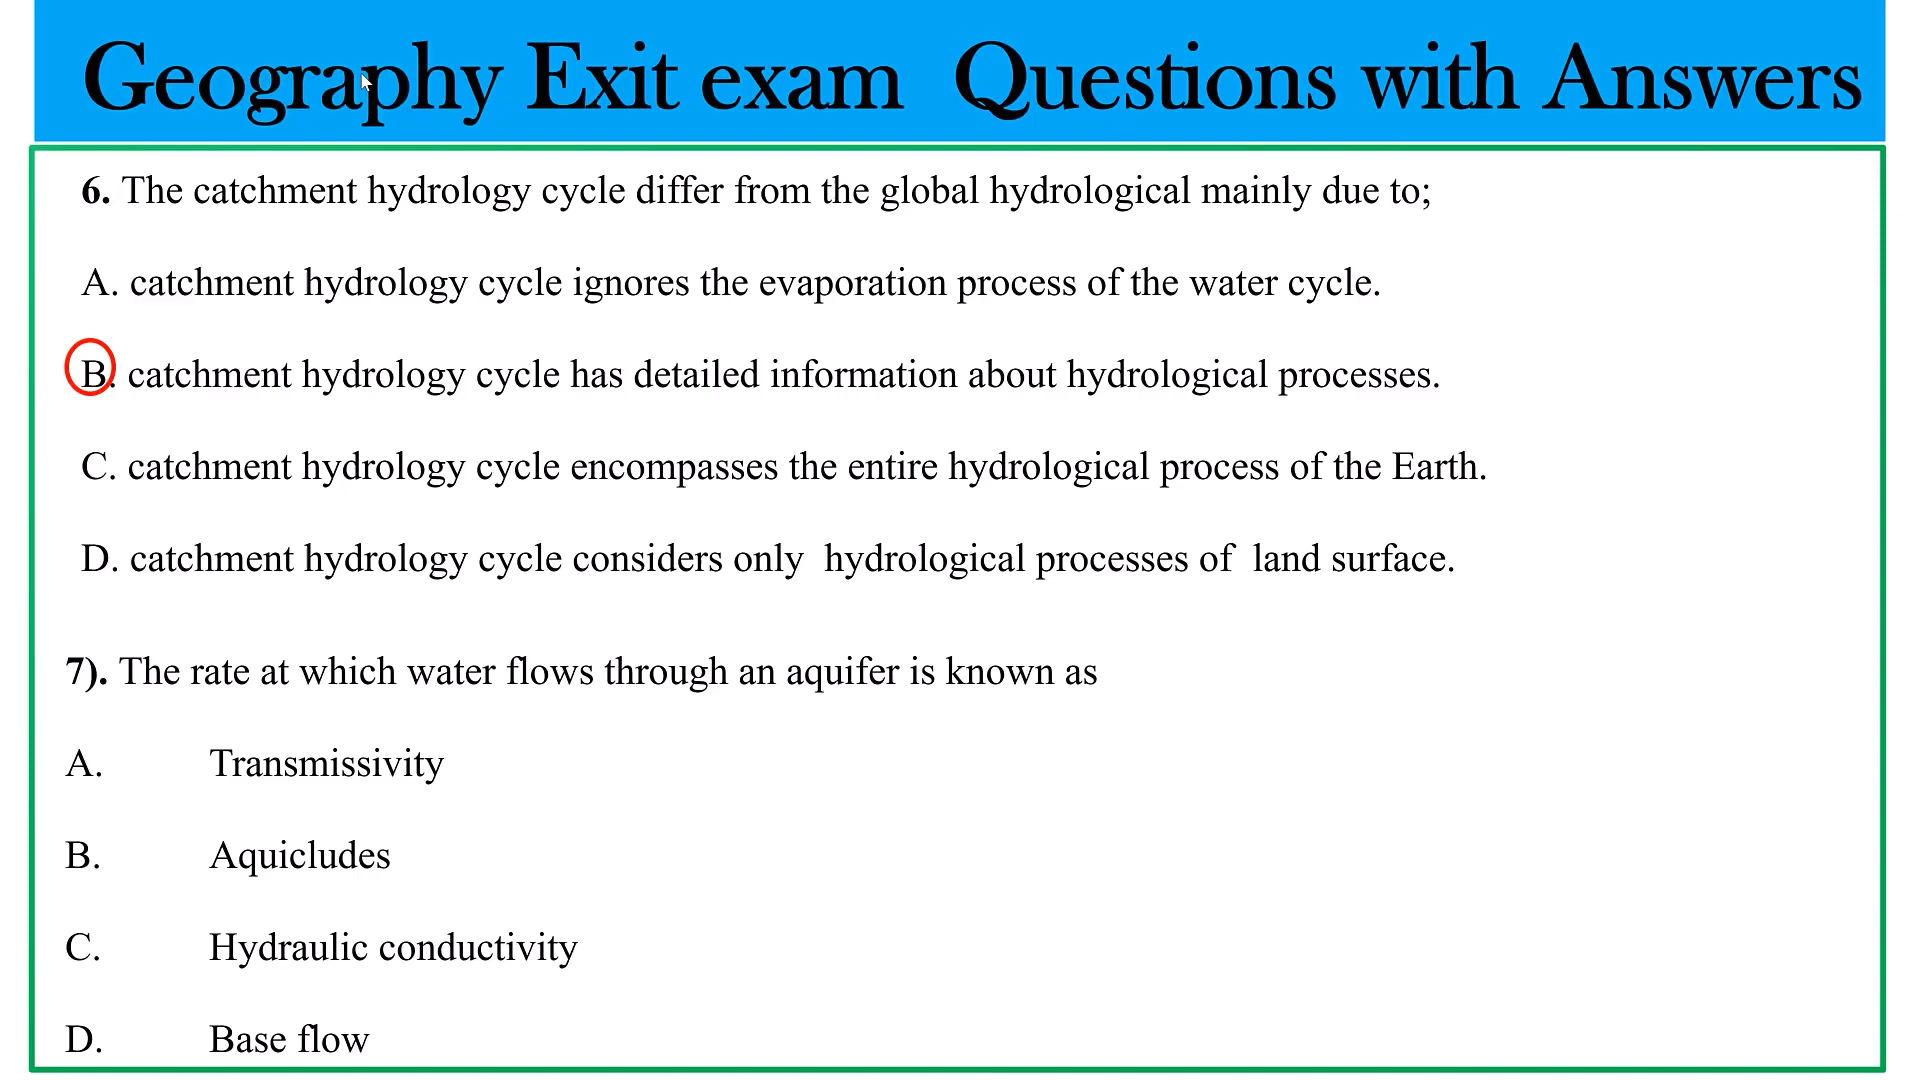 Geography Exit exam Questions with Answers
6. The catchment hydrology cycle differ from the global hydrological mainly due to;
A. catchment hydrology cycle ignores the evaporation process of the water cycle.
B. catchment hydrology cycle has detailed information about hydrological processes.
C. catchment hydrology cycle encompasses the entire hydrological process of the Earth.
D. catchment hydrology cycle considers only hydrological processes of land surface.
7). The rate at which water flows through an aquifer is known as
A. Transmissivity
B. Aquicludes
C. Hydraulic conductivity
D. Base flow